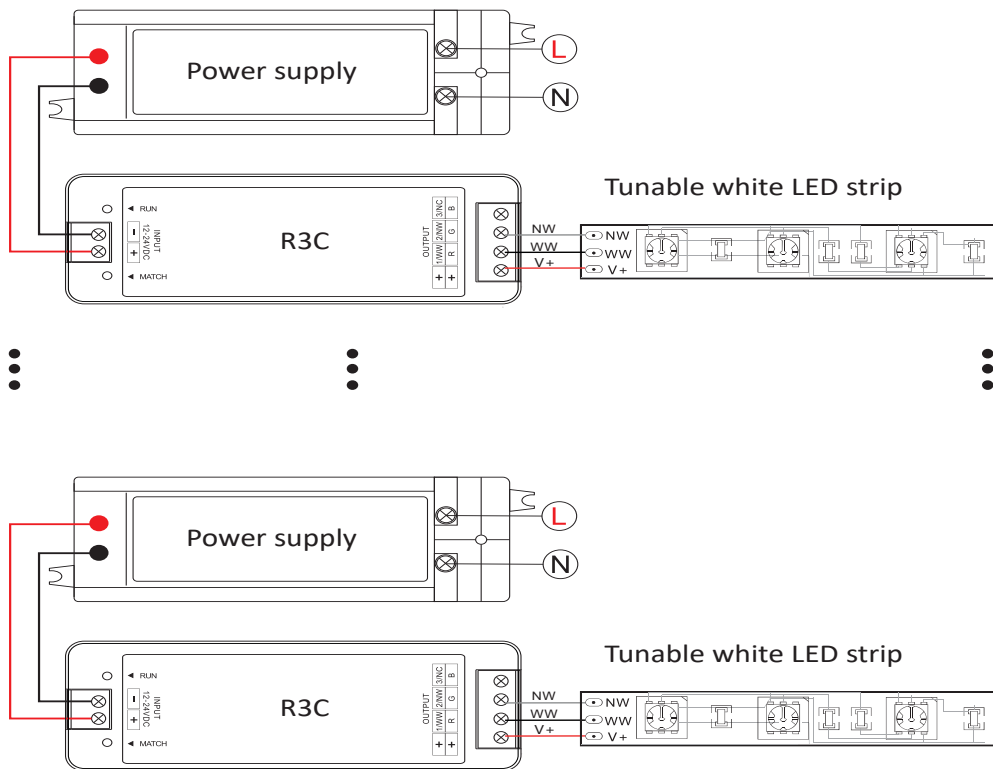 Power supply
L
N
Tunable white LED strip
RUN
INPUT
12-24VDC
− +
MATCH
R3C
OUTPUT
+ 1/WW 2/NW 3/NC
+ R G B
NW
WW
V+
NW
WW
V+
Power supply
L
N
Tunable white LED strip
RUN
INPUT
12-24VDC
− +
MATCH
R3C
OUTPUT
+ 1/WW 2/NW 3/NC
+ R G B
NW
WW
V+
NW
WW
V+